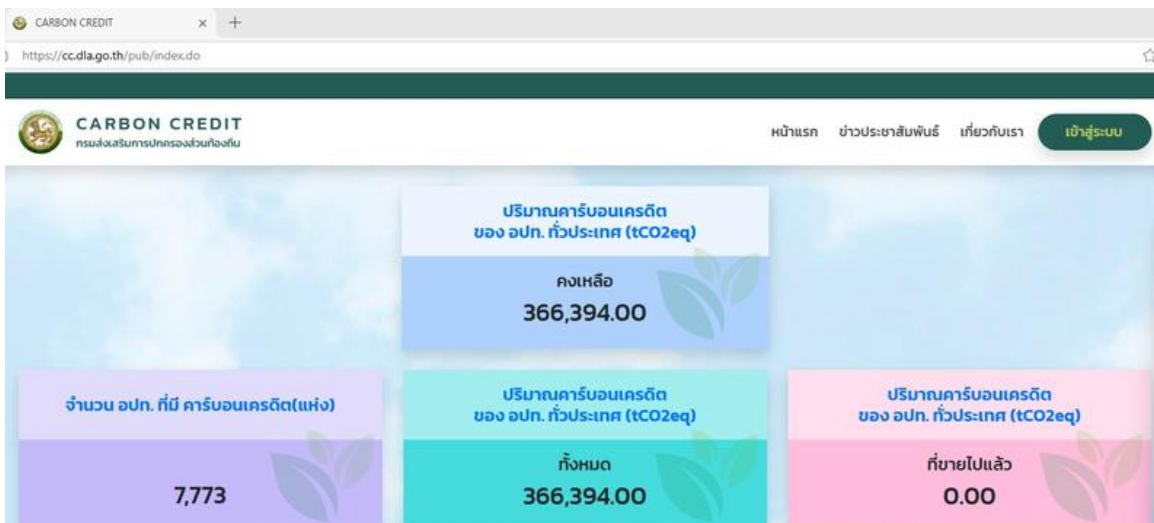 CARBON CREDIT
https://cc.dla.go.th/pub/index.do
CARBON CREDIT
กรมส่งเสริมการปกครองส่วนท้องถิ่น
หน้าแรก ข่าวประชาสัมพันธ์ เกี่ยวกับเรา เข้าสู่ระบบ
ปริมาณคาร์บอนเครดิต
ของ อปท. ทั่วประเทศ (tCO2eq)
คงเหลือ
366,394.00
จำนวน อปท. ที่มี คาร์บอนเครดิต(แห่ง)
7,773
ปริมาณคาร์บอนเครดิต
ของ อปท. ทั่วประเทศ (tCO2eq)
ทั้งหมด
366,394.00
ปริมาณคาร์บอนเครดิต
ของ อปท. ทั่วประเทศ (tCO2eq)
ที่ขายไปแล้ว
0.00